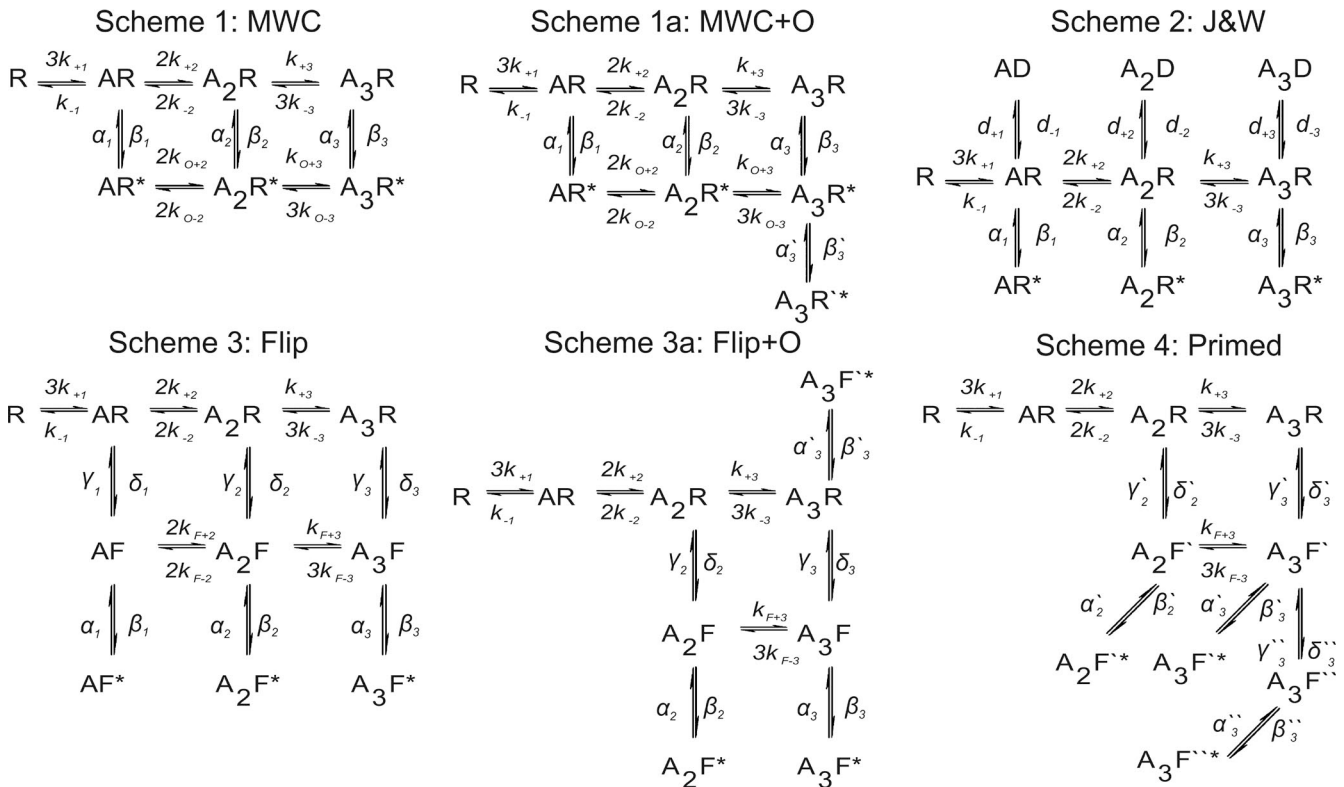 Scheme 1: MWC
3k+1 2k+2 k+3
R AR A2R A3R
k-1 2k-2 3k-3
α1 β1 α2 β2 α3 β3
2kO+2 kO+3
AR* A2R* A3R*
2kO-2 3kO-3
Scheme 1a: MWC+O
3k+1 2k+2 k+3
R AR A2R A3R
k-1 2k-2 3k-3
α1 β1 α2 β2 α3 β3
2kO+2 kO+3
AR* A2R* A3R*
2kO-2 3kO-3
α`3 β`3
A3R`*
Scheme 2: J&W
AD A2D A3D
d+1 d-1 d+2 d-2 d+3 d-3
3k+1 2k+2 k+3
R AR A2R A3R
k-1 2k-2 3k-3
α1 β1 α2 β2 α3 β3
AR* A2R* A3R*
Scheme 3: Flip
3k+1 2k+2 k+3
R AR A2R A3R
k-1 2k-2 3k-3
γ1 δ1 γ2 δ2 γ3 δ3
2kF+2 kF+3
AF A2F A3F
2kF-2 3kF-3
α1 β1 α2 β2 α3 β3
AF* A2F* A3F*
Scheme 3a: Flip+O
A3F`*
α`3 β`3
3k+1 2k+2 k+3
R AR A2R A3R
k-1 2k-2 3k-3
γ2 δ2 γ3 δ3
kF+3
A2F A3F
3kF-3
α2 β2 α3 β3
A2F* A3F*
Scheme 4: Primed
3k+1 2k+2 k+3
R AR A2R A3R
k-1 2k-2 3k-3
γ`2 δ`2 γ`3 δ`3
kF+3
A2F` A3F`
3kF-3
α`2 β`2 α`3 β`3
γ``3 δ``3
A2F`* A3F`*
A3F``
α``3 β``3
A3F``*